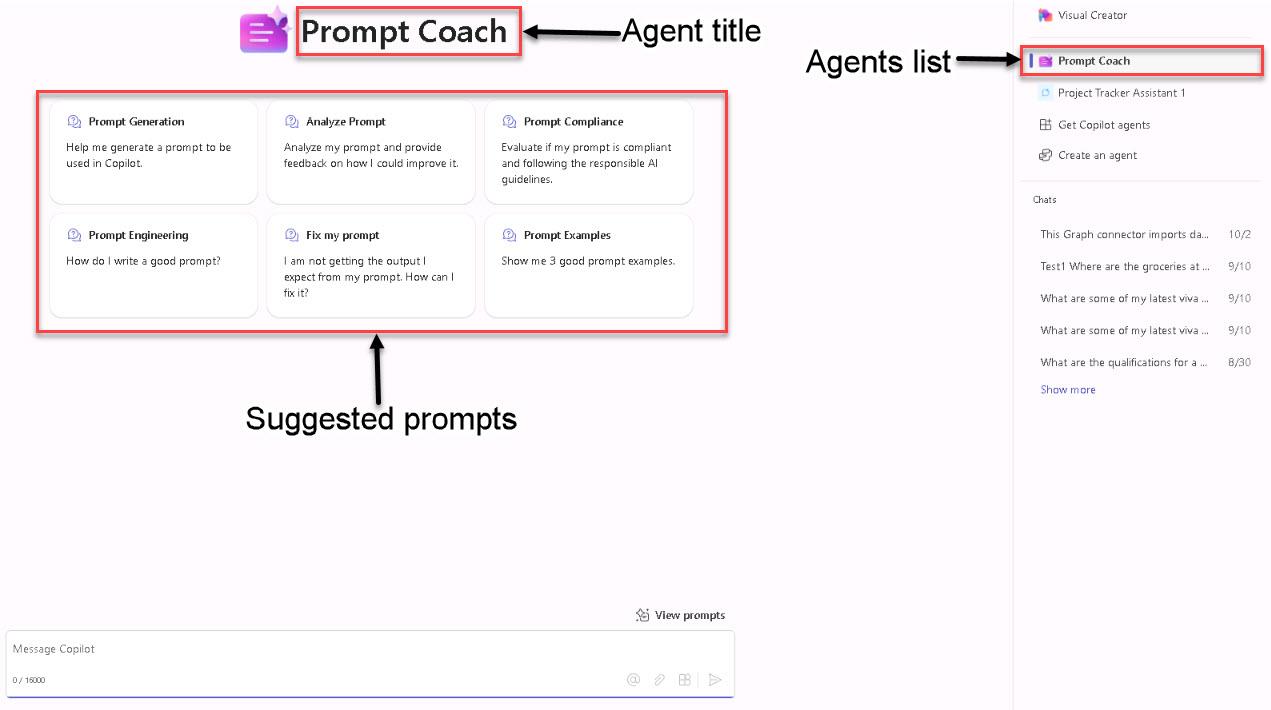 Prompt Coach
Agent title
Prompt Generation
Help me generate a prompt to be
used in Copilot.
Analyze Prompt
Analyze my prompt and provide
feedback on how I could improve it.
Prompt Compliance
Evaluate if my prompt is compliant
and following the responsible AI
guidelines.
Prompt Engineering
How do I write a good prompt?
Fix my prompt
I am not getting the output I
expect from my prompt. How can I
fix it?
Prompt Examples
Show me 3 good prompt examples.
Suggested prompts
View prompts
Message Copilot
0 / 16000
Agents list
Visual Creator
Prompt Coach
Project Tracker Assistant 1
Get Copilot agents
Create an agent
Chats
This Graph connector imports da... 10/2
Test1 Where are the groceries at ... 9/10
What are some of my latest viva ... 9/10
What are some of my latest viva ... 9/10
What are the qualifications for a ... 8/30
Show more